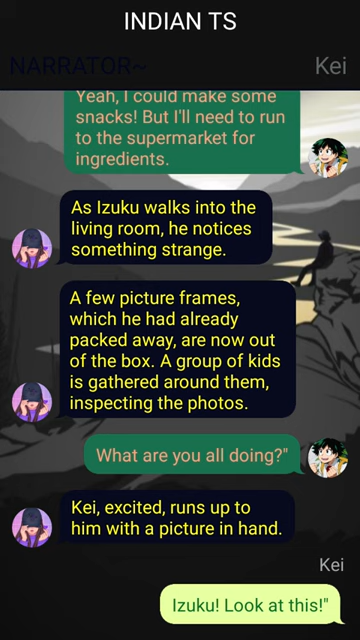 INDIAN TS
NARRATOR~
Kei
Yeah, I could make some
snacks! But I'll need to run
to the supermarket for
ingredients.
As Izuku walks into the
living room, he notices
something strange.
A few picture frames,
which he had already
packed away, are now out
of the box. A group of kids
is gathered around them,
inspecting the photos.
What are you all doing?"
Kei, excited, runs up to
him with a picture in hand.
Kei
Izuku! Look at this!"